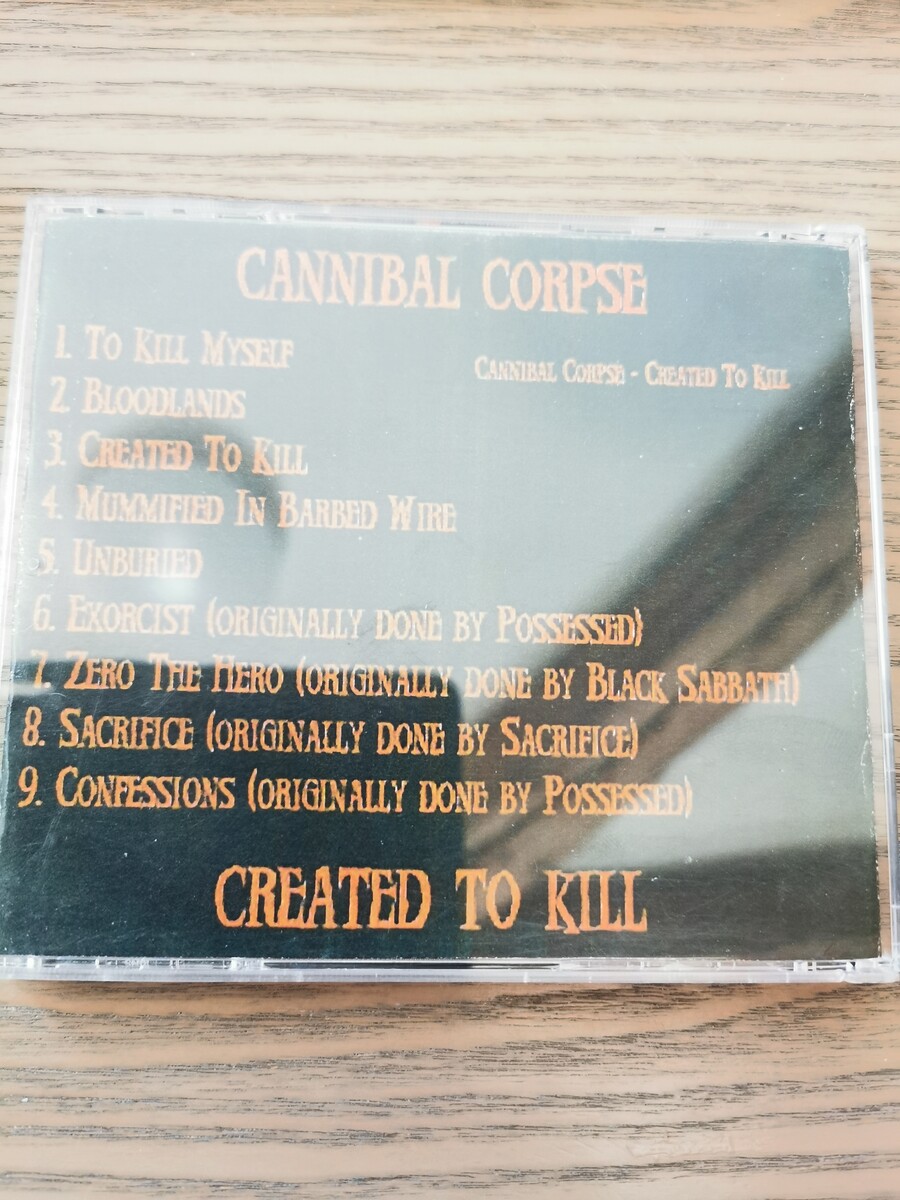 CANNIBAL CORPSE
1. TO KILL MYSELF
CANNIBAL CORPSE - CREATED TO KILL
2. BLOODLANDS
3. CREATED TO KILL
4. MUMMIFIED IN BARBED WIRE
5. UNBURIED
6. EXORCIST (ORIGINALLY DONE BY POSSESSED)
7. ZERO THE HERO (ORIGINALLY DONE BY BLACK SABBATH)
8. SACRIFICE (ORIGINALLY DONE BY SACRIFICE)
9. CONFESSIONS (ORIGINALLY DONE BY POSSESSED)
CREATED TO KILL